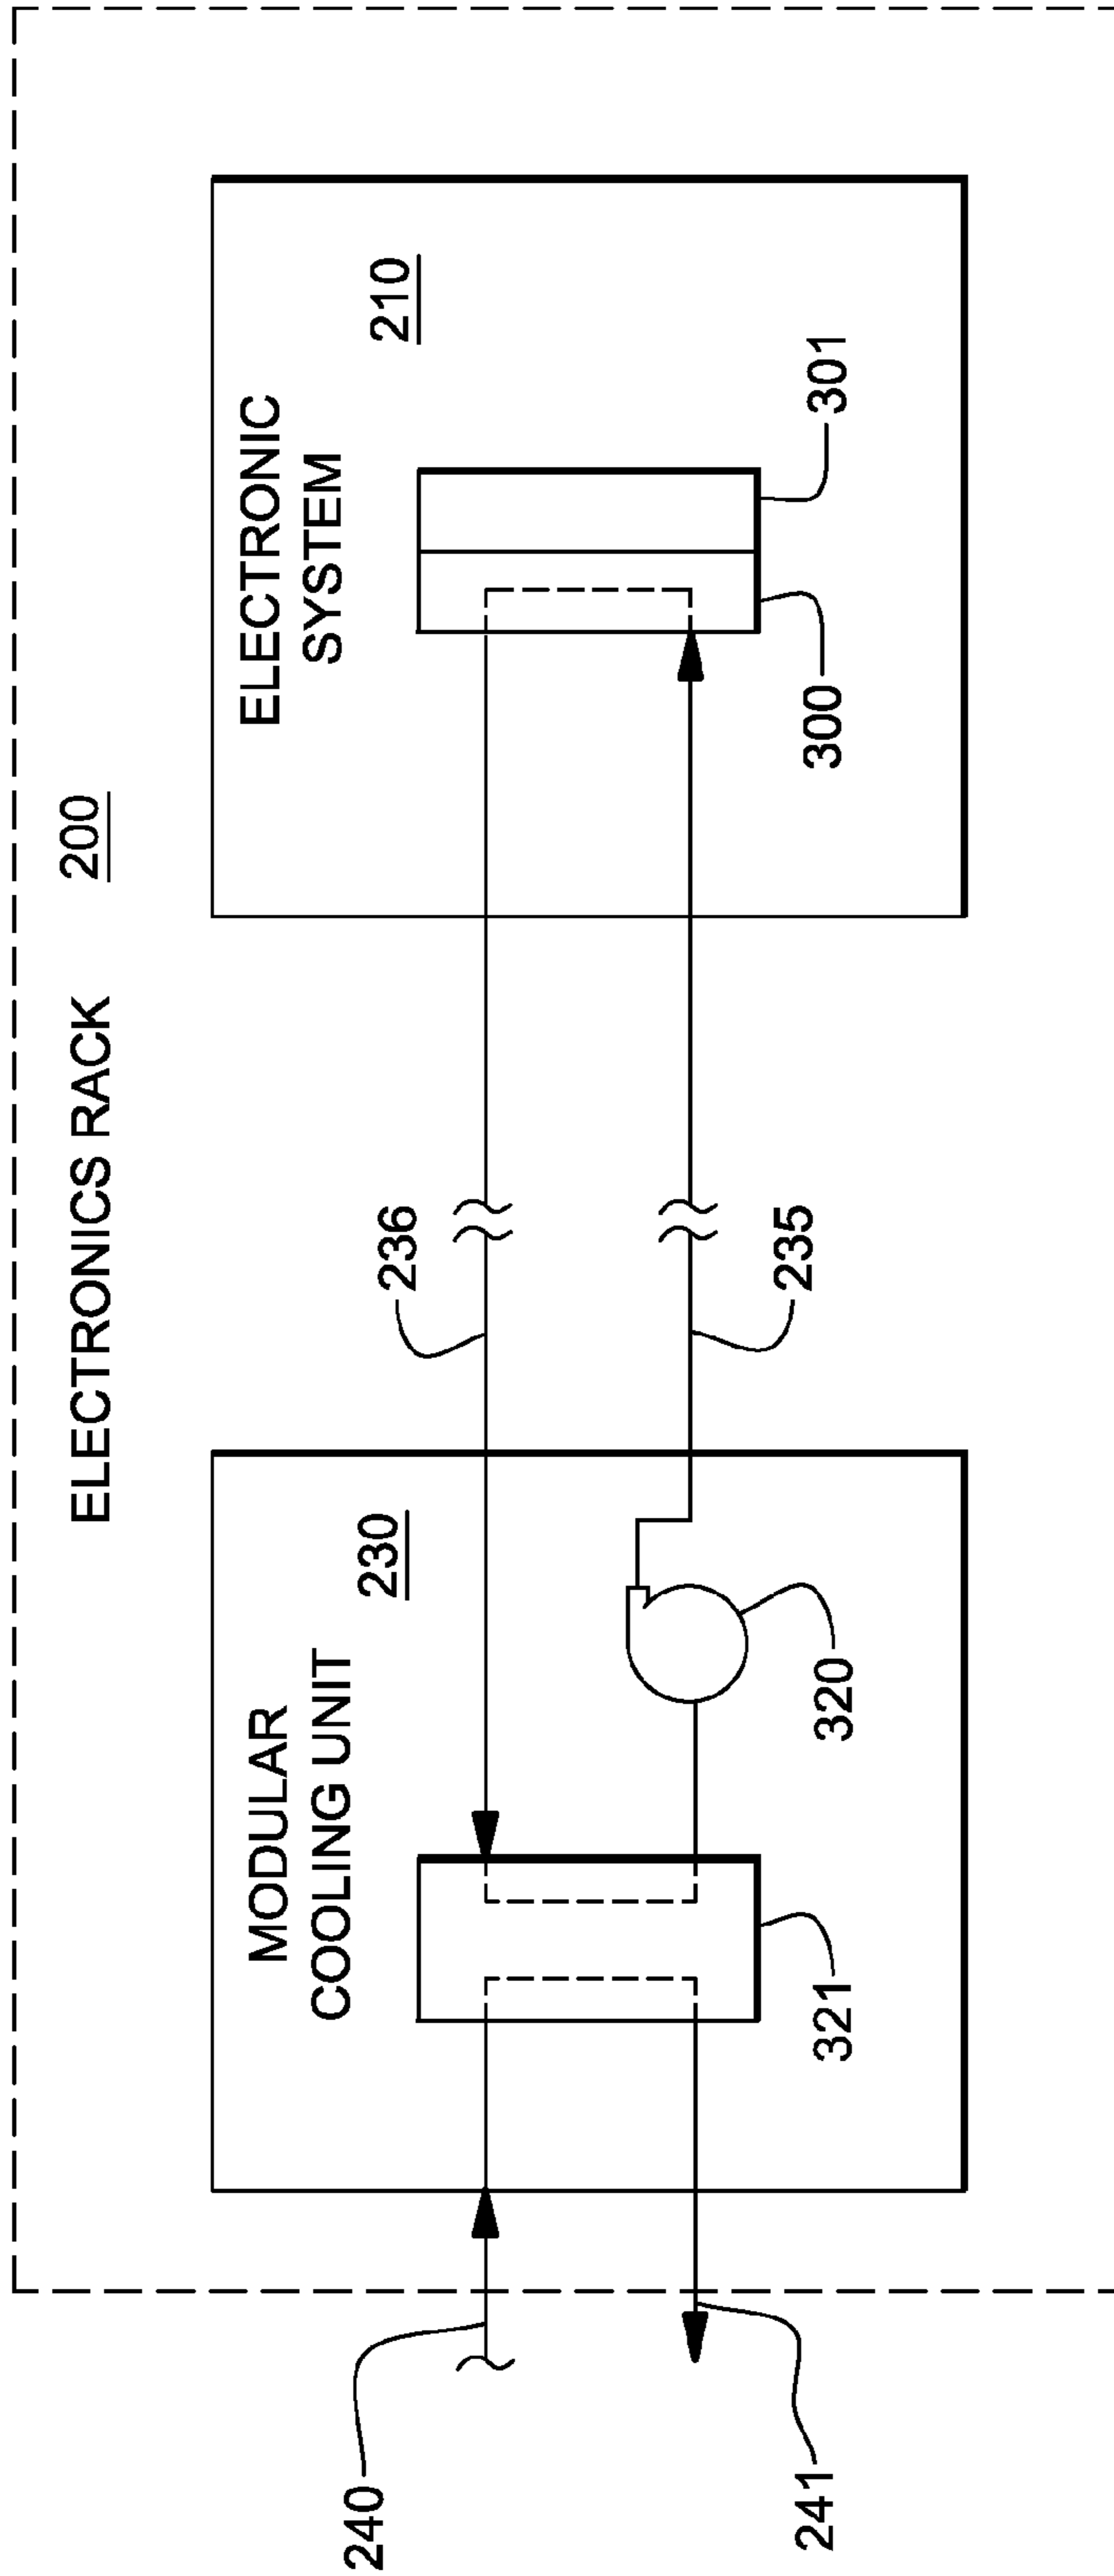 ELECTRONICS RACK 200
MODULAR
COOLING UNIT
230
ELECTRONIC
SYSTEM
210
236
235
240
241
321
320
300
301